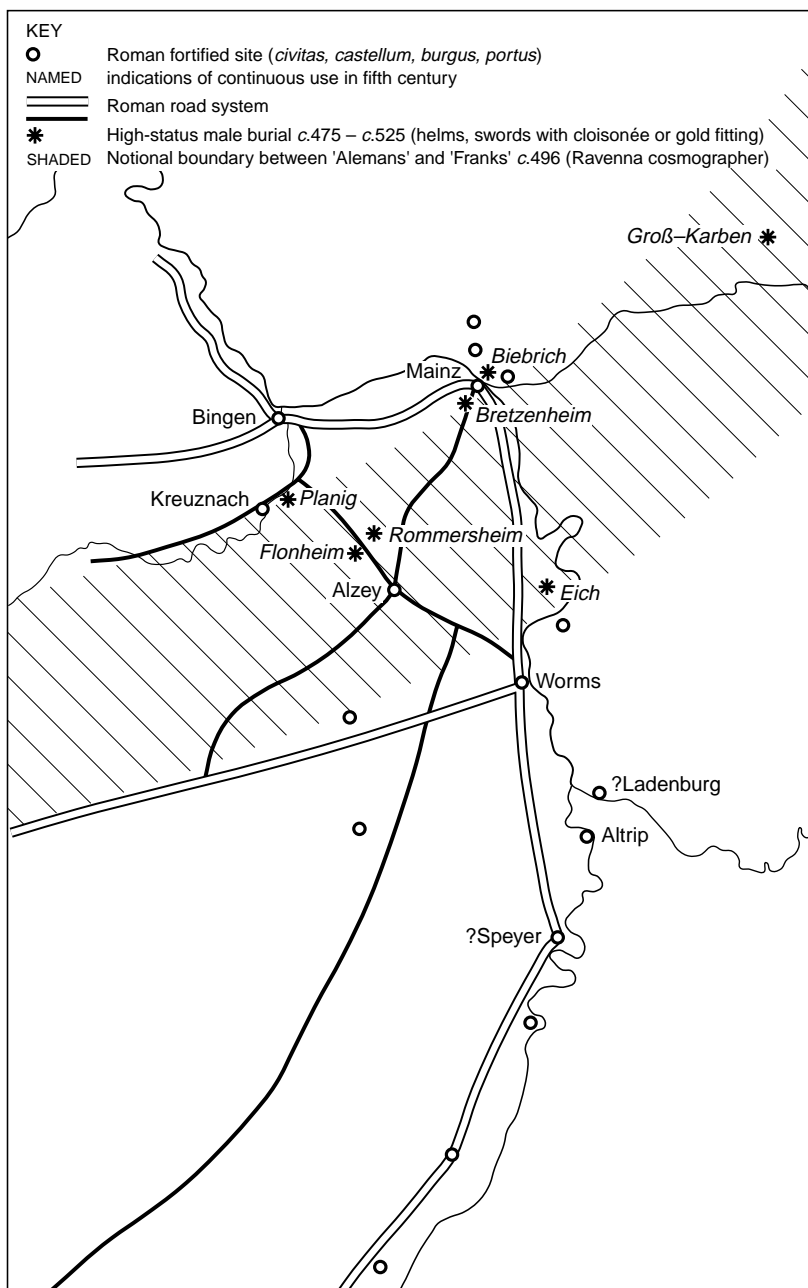 KEY
Roman fortified site (civitas, castellum, burgus, portus)
NAMED indications of continuous use in fifth century
Roman road system
High-status male burial c.475 – c.525 (helms, swords with cloisonée or gold fitting)
SHADED Notional boundary between 'Alemans' and 'Franks' c.496 (Ravenna cosmographer)
Groß–Karben
Biebrich
Mainz
Bretzenheim
Bingen
Kreuznach
Planig
Rommersheim
Flonheim
Alzey
Eich
Worms
?Ladenburg
Altrip
?Speyer